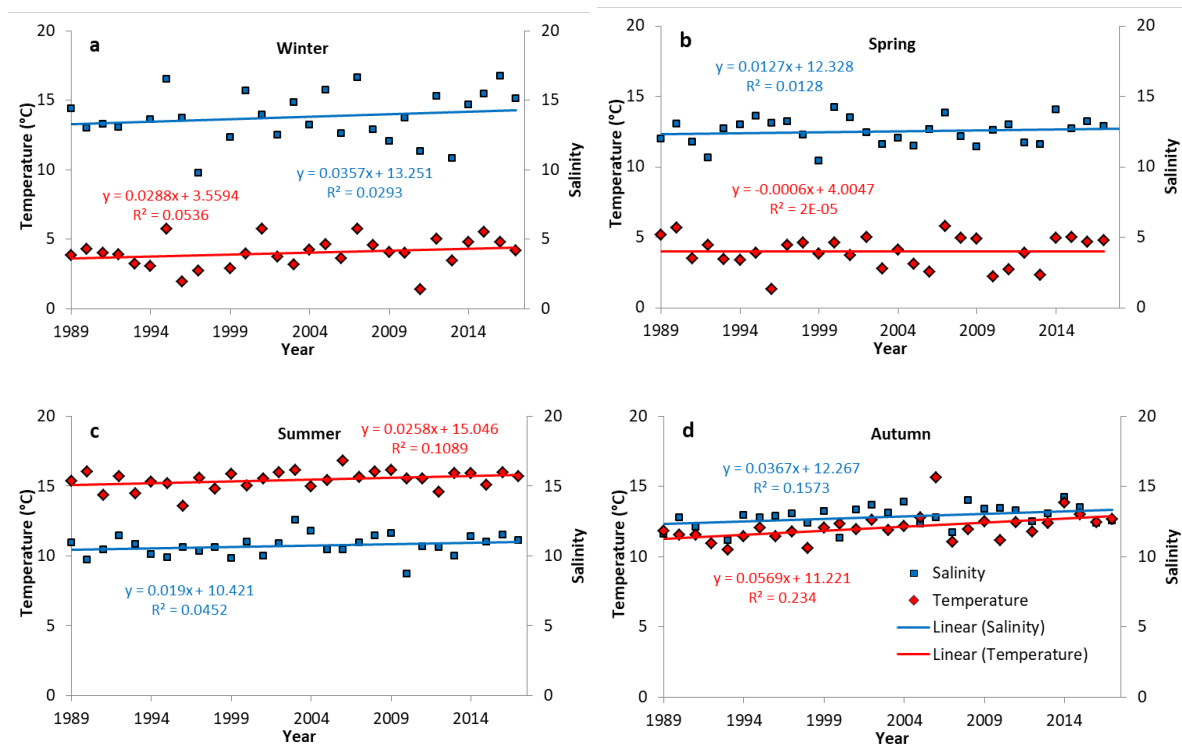 a
Winter
20
15
10
5
0
20
15
10
5
0
Temperature (°C)
Salinity
y = 0.0357x + 13.251
R² = 0.0293
y = 0.0288x + 3.5594
R² = 0.0536
1989 1994 1999 2004 2009 2014
Year
b
Spring
20
15
10
5
0
20
15
10
5
0
Temperature (°C)
Salinity
y = 0.0127x + 12.328
R² = 0.0128
y = -0.0006x + 4.0047
R² = 2E-05
1989 1994 1999 2004 2009 2014
Year
c
Summer
20
15
10
5
0
20
15
10
5
0
Temperature (°C)
Salinity
y = 0.0258x + 15.046
R² = 0.1089
y = 0.019x + 10.421
R² = 0.0452
1989 1994 1999 2004 2009 2014
Year
d
Autumn
20
15
10
5
0
20
15
10
5
0
Temperature (°C)
Salinity
y = 0.0367x + 12.267
R² = 0.1573
y = 0.0569x + 11.221
R² = 0.234
Salinity
Temperature
Linear (Salinity)
Linear (Temperature)
1989 1994 1999 2004 2009 2014
Year